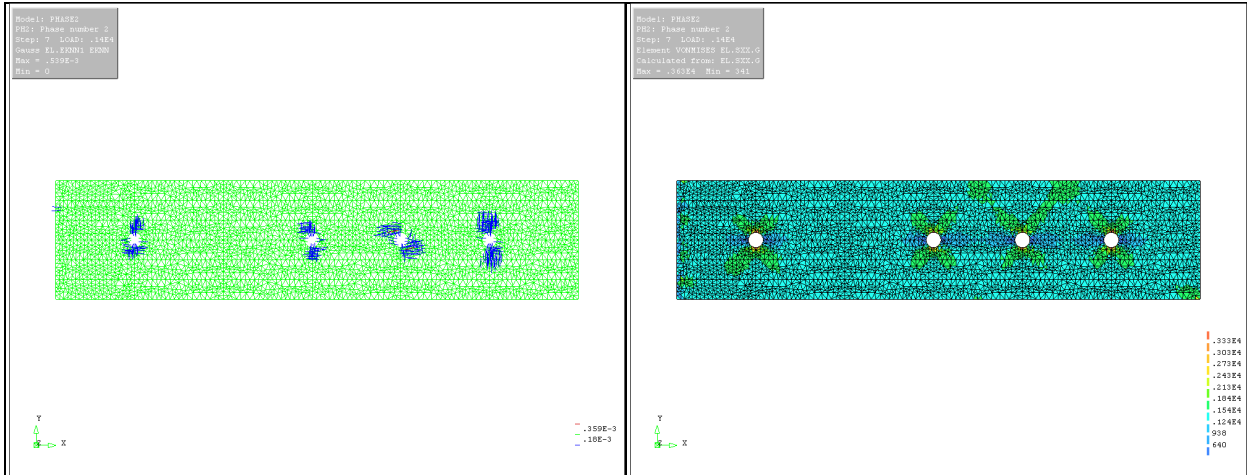 Model: PHASE2
PH2: Phase number 2
Step: 7 LOAD: .14E4
Gauss EL.EKNN1 EKNN
Max = .539E-3
Min = 0
Y
Z
X
.359E-3
.18E-3
Model: PHASE2
PH2: Phase number 2
Step: 7 LOAD: .14E4
Element VONMISES EL.SXX.G
Calculated from: EL.SXX.G
Max = .363E4 Min = 341
Y
Z
X
.333E4
.303E4
.273E4
.243E4
.213E4
.184E4
.154E4
.124E4
938
640